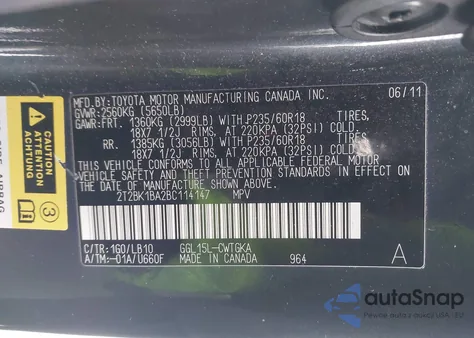 MFD.BY:TOYOTA MOTOR MANUFACTURING CANADA INC. 06/11
GVWR: 2560KG (5650LB)
GAWR:FRT. 1360KG (2999LB) WITH P235/60R18 TIRES,
18X7 1/2J RIMS, AT 220KPA (32PSI) COLD.
RR. 1385KG (3056LB) WITH P235/60R18 TIRES,
18X7 1/2J RIMS, AT 220KPA (32PSI) COLD.
THIS VEHICLE CONFORMS TO ALL APPLICABLE FEDERAL MOTOR
VEHICLE SAFETY AND THEFT PREVENTION STANDARDS IN EFFECT
ON THE DATE OF MANUFACTURE SHOWN ABOVE.
2T2BK1BA2BC114147 MPV
C/TR:1G0/LB10 GGL15L-CWTGKA A
A/TM:-01A/U660F MADE IN CANADA 964
CAUTION
ATTENTION
ACHTUNG
3
AIRBAG
autoSnap